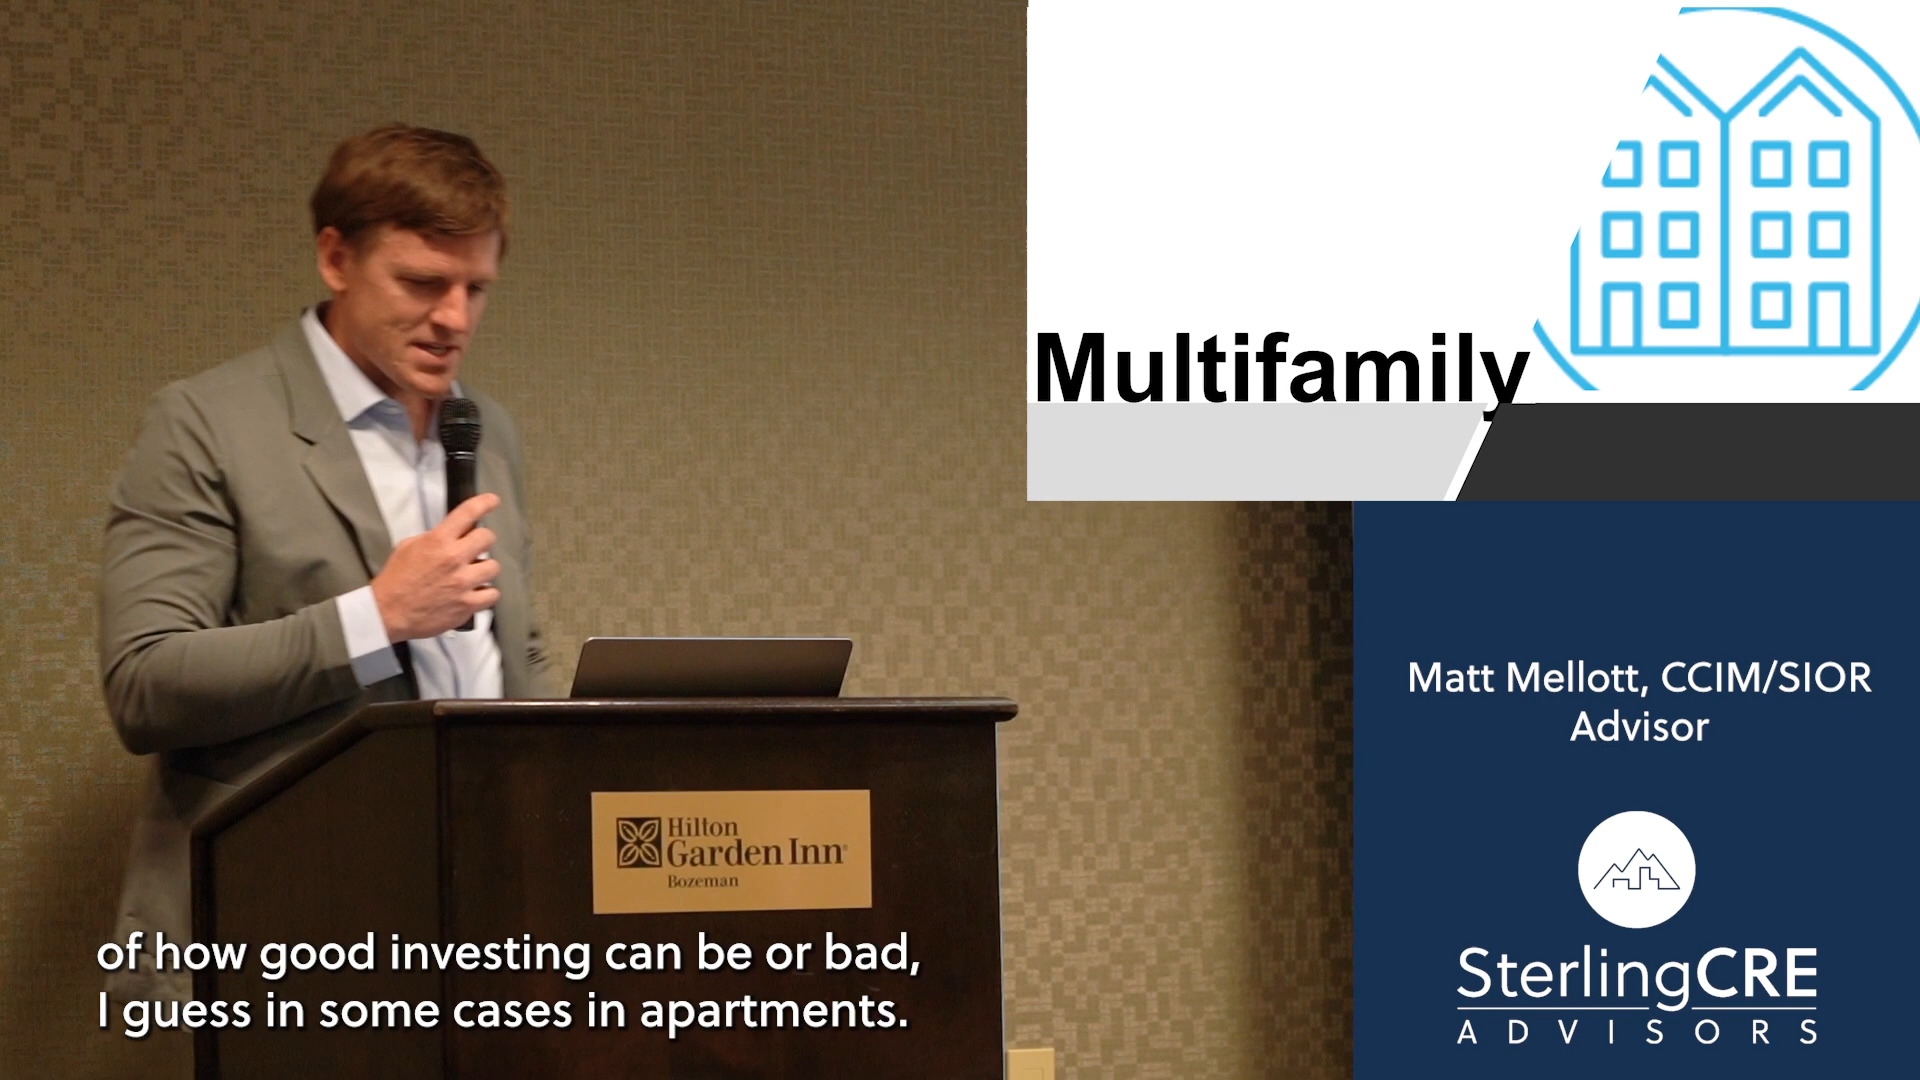 Multifamily
Matt Mellott, CCIM/SIOR
Advisor
Hilton
Garden Inn
Bozeman
of how good investing can be or bad,
I guess in some cases in apartments.
SterlingCRE
ADVISORS